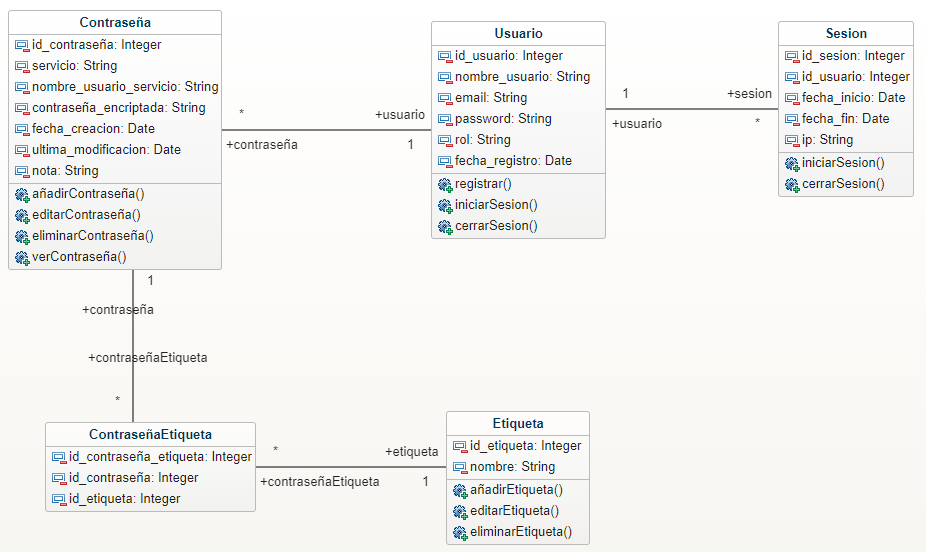 Contraseña
id_contraseña: Integer
servicio: String
nombre_usuario_servicio: String
contraseña_encriptada: String
fecha_creacion: Date
ultima_modificacion: Date
nota: String
añadirContraseña()
editarContraseña()
eliminarContraseña()
verContraseña()
*
+contraseña
+usuario
1
Usuario
id_usuario: Integer
nombre_usuario: String
email: String
password: String
rol: String
fecha_registro: Date
registrar()
iniciarSesion()
cerrarSesion()
1
+usuario
+sesion
*
Sesion
id_sesion: Integer
id_usuario: Integer
fecha_inicio: Date
fecha_fin: Date
ip: String
iniciarSesion()
cerrarSesion()
1
+contraseña
+contraseñaEtiqueta
*
ContraseñaEtiqueta
id_contraseña_etiqueta: Integer
id_contraseña: Integer
id_etiqueta: Integer
*
+contraseñaEtiqueta
+etiqueta
1
Etiqueta
id_etiqueta: Integer
nombre: String
añadirEtiqueta()
editarEtiqueta()
eliminarEtiqueta()